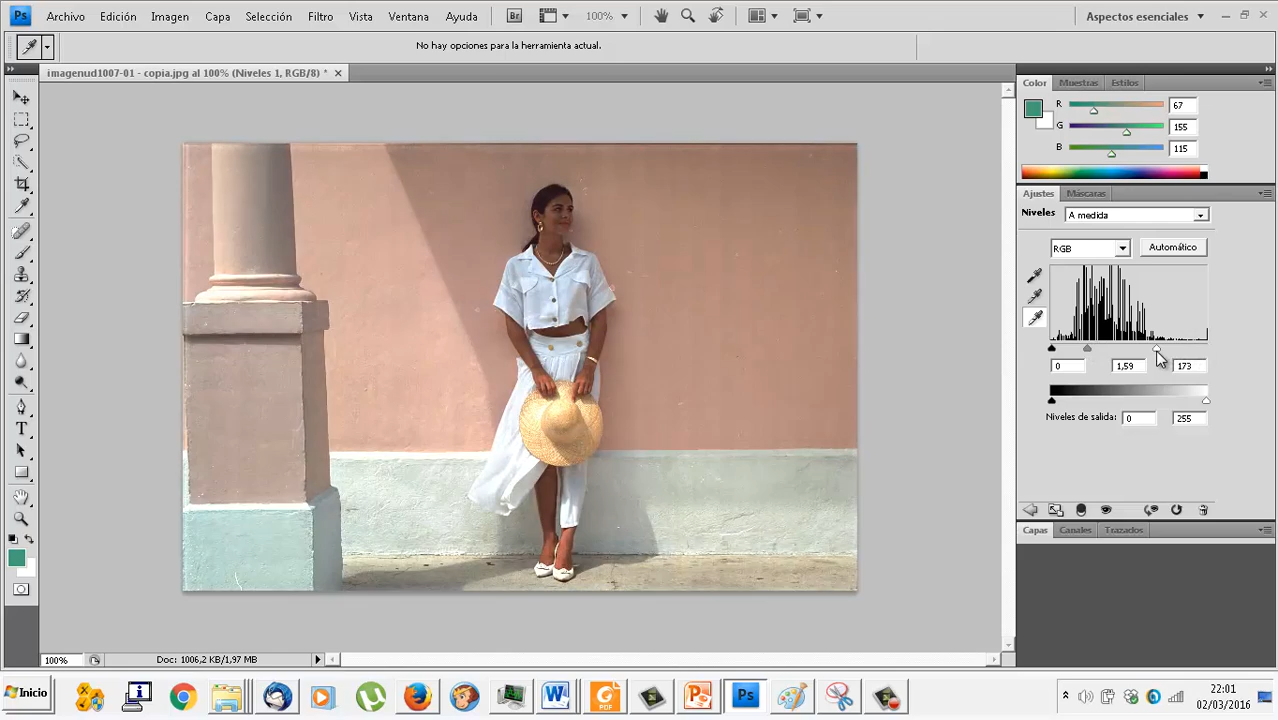 Ps Archivo Edición Imagen Capa Selección Filtro Vista Ventana Ayuda Br 100% Aspectos esenciales
No hay opciones para la herramienta actual.
imagenud1007-01 - copia.jpg al 100% (Niveles 1, RGB/8) *
Color Muestras Estilos
R 67
G 155
B 115
Ajustes Máscaras
Niveles A medida
RGB Automático
0 1,59 173
Niveles de salida: 0 255
Capas Canales Trazados
T
100% Doc: 1006,2 KB/1,97 MB
Inicio
W
PDF
P
Ps
22:01
02/03/2016